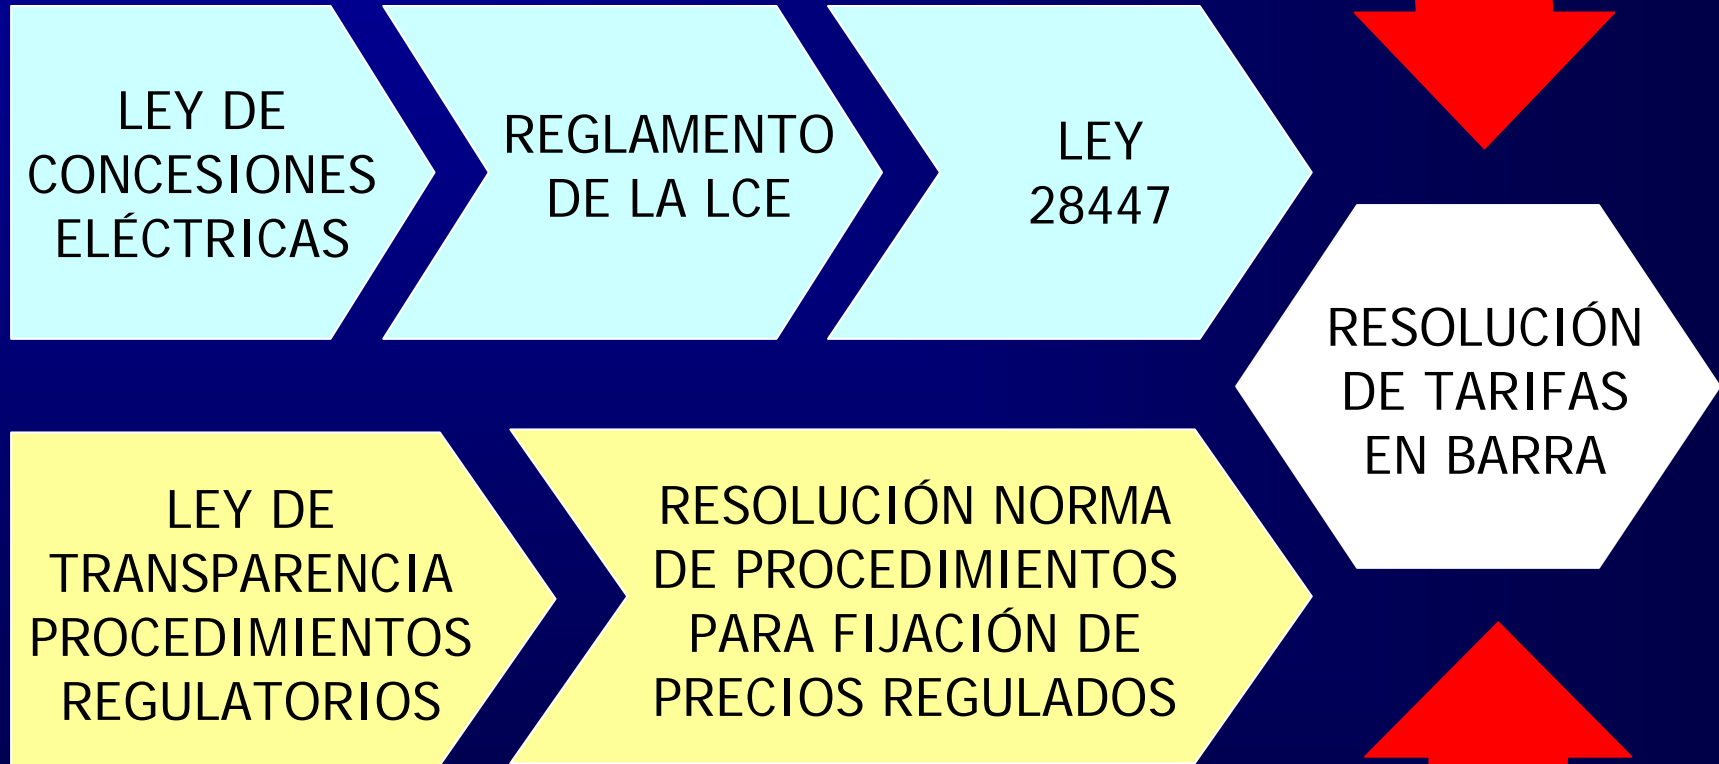 LEY DE
CONCESIONES
ELÉCTRICAS
REGLAMENTO
DE LA LCE
LEY
28447
RESOLUCIÓN
DE TARIFAS
EN BARRA
LEY DE
TRANSPARENCIA
PROCEDIMIENTOS
REGULATORIOS
RESOLUCIÓN NORMA
DE PROCEDIMIENTOS
PARA FIJACIÓN DE
PRECIOS REGULADOS